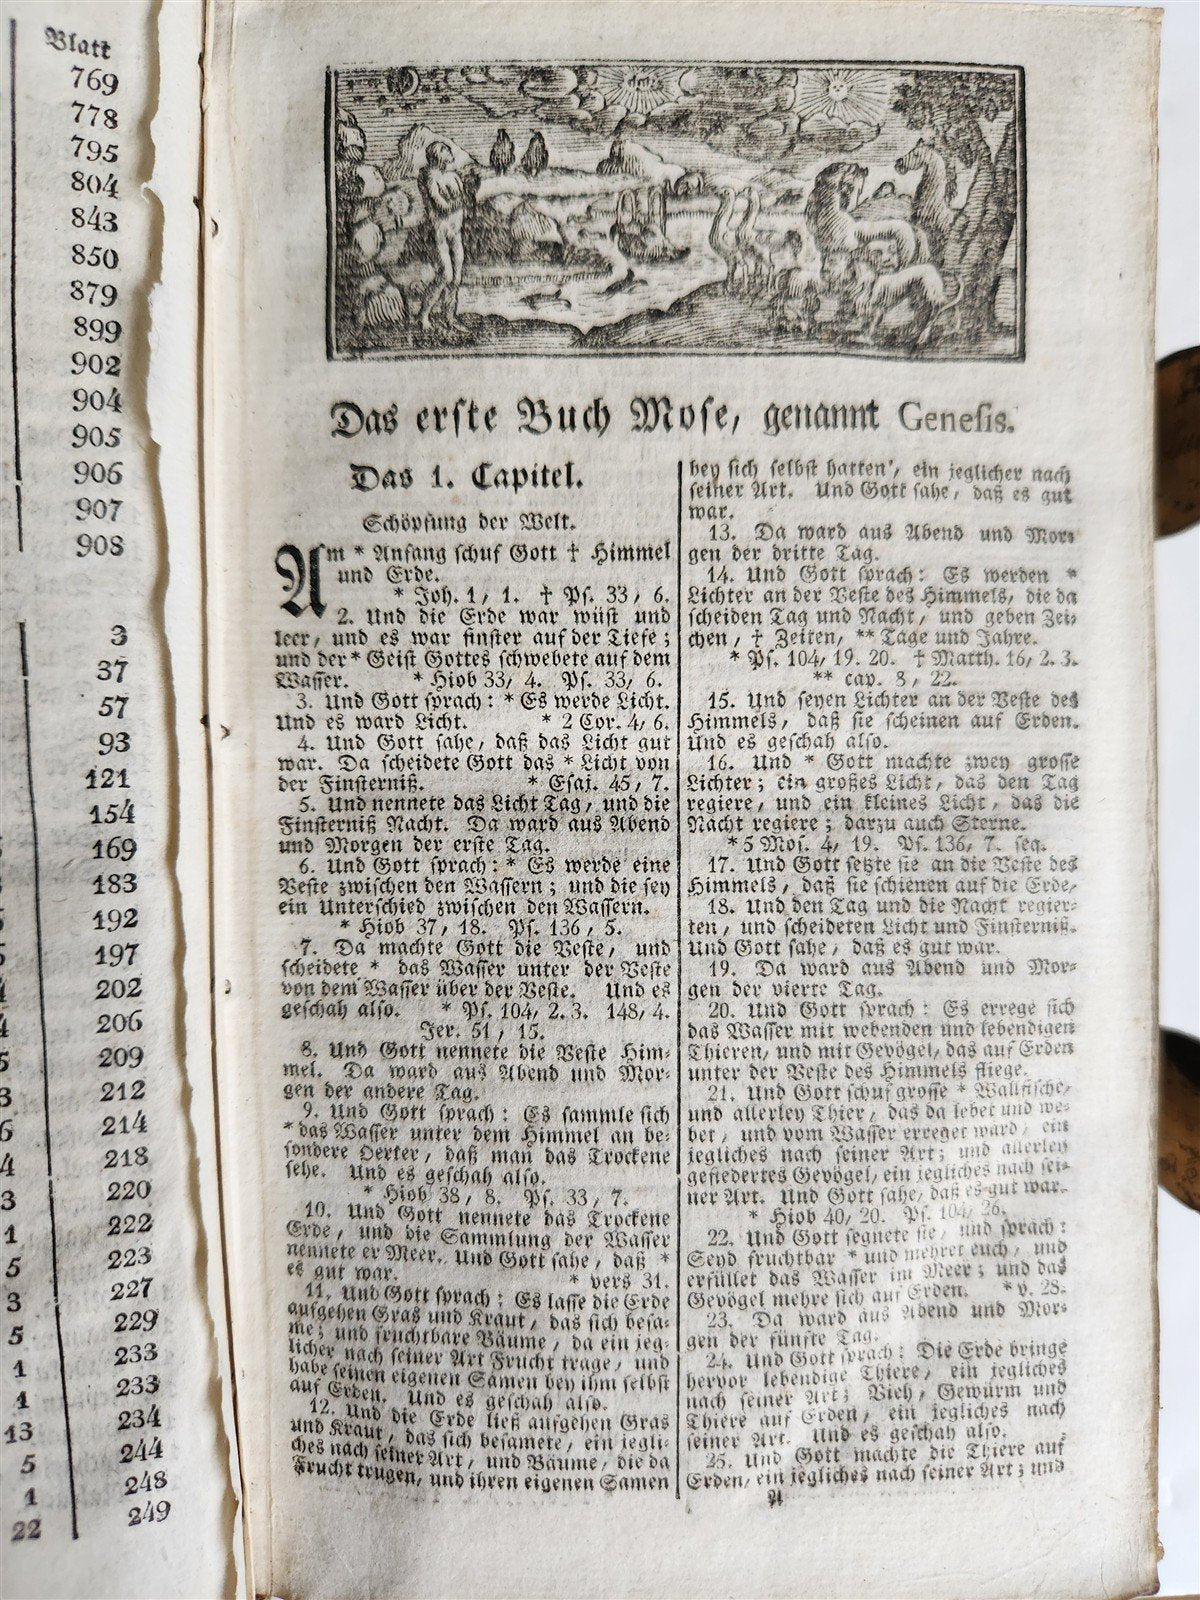 Blatt
769
778
795
804
843
850
879
899
902
904
905
906
907
908
3
37
57
93
121
154
169
183
192
197
202
206
209
212
214
218
220
1 222
5 223
3 227
5 229
1 233
1 233
13 234
5 244
1 248
22 249
Das erste Buch Mose, genannt Genesis.
Das 1. Capitel.
Schöpfung der Welt.
Am * Anfang schuf Gott † Himmel
und Erde.
* Joh. 1, 1. † Ps. 33, 6.
2. Und die Erde war wüst und
leer, und es war finster auf der Tiefe;
und der * Geist Gottes schwebete auf dem
Wasser. * Hiob 33, 4. Ps. 33, 6.
3. Und Gott sprach: * Es werde Licht.
Und es ward Licht. * 2 Cor. 4, 6.
4. Und Gott sahe, daß das Licht gut
war. Da scheidete Gott das * Licht von
der Finsterniß. * Esai. 45, 7.
5. Und nennete das Licht Tag, und die
Finsterniß Nacht. Da ward aus Abend
und Morgen der erste Tag.
6. Und Gott sprach: * Es werde eine
Veste zwischen den Wassern; und die sey
ein Unterschied zwischen den Wassern.
* Hiob 37, 18. Ps. 136, 5.
7. Da machte Gott die Veste, und
scheidete * das Wasser unter der Veste
von dem Wasser über der Veste. Und es
geschah also. * Ps. 104, 2. 3. 148, 4.
Jer. 51, 15.
8. Und Gott nennete die Veste Him-
mel. Da ward aus Abend und Mor-
gen der andere Tag.
9. Und Gott sprach: Es sammle sich
* das Wasser unter dem Himmel an be-
sondere Oerter, daß man das Trockene
sehe. Und es geschah also.
* Hiob 38, 8. Ps. 33, 7.
10. Und Gott nennete das Trockene
Erde, und die Sammlung der Wasser
nennete er Meer. Und Gott sahe, daß *
es gut war. * vers 31.
11. Und Gott sprach: Es lasse die Erde
aufgehen Gras und Kraut, das sich besa-
me; und fruchtbare Bäume, da ein jeg-
licher nach seiner Art Frucht trage, und
habe seinen eigenen Samen bey ihm selbst
auf Erden. Und es geschah also.
12. Und die Erde ließ aufgehen Gras
und Kraut, das sich besamete, ein jegli-
ches nach seiner Art, und Bäume, die da
Frucht trugen, und ihren eigenen Samen
bey sich selbst hatten, ein jeglicher nach
seiner Art. Und Gott sahe, daß es gut
war.
13. Da ward aus Abend und Mor-
gen der dritte Tag.
14. Und Gott sprach: Es werden *
Lichter an der Veste des Himmels, die da
scheiden Tag und Nacht, und geben Zei-
chen, † Zeiten, ** Tage und Jahre.
* Ps. 104, 19. 20. † Matth. 16, 2. 3.
** cap. 8, 22.
15. Und seyen Lichter an der Veste des
Himmels, daß sie scheinen auf Erden.
Und es geschah also.
16. Und * Gott machte zwey grosse
Lichter; ein großes Licht, das den Tag
regiere, und ein kleines Licht, das die
Nacht regiere; darzu auch Sterne.
* 5 Mos. 4, 19. Ps. 136, 7. seq.
17. Und Gott setzte sie an die Veste des
Himmels, daß sie schienen auf die Erde,
18. Und den Tag und die Nacht regier-
ten, und scheideten Licht und Finsterniß.
Und Gott sahe, daß es gut war.
19. Da ward aus Abend und Mor-
gen der vierte Tag.
20. Und Gott sprach: Es errege sich
das Wasser mit webenden und lebendigen
Thieren, und mit Gevögel, das auf Erden
unter der Veste des Himmels fliege.
21. Und Gott schuf grosse * Wallfische,
und allerley Thier, das da lebet und we-
bet, und vom Wasser erreget ward, ein
jegliches nach seiner Art; und allerley
gefiedertes Gevögel, ein jegliches nach sei-
ner Art. Und Gott sahe, daß es gut war.
* Hiob 40, 20. Ps. 104, 26.
22. Und Gott segnete sie, und sprach:
Seyd fruchtbar * und mehret euch, und
erfüllet das Wasser im Meer; und das
Gevögel mehre sich auf Erden. * v. 28.
23. Da ward aus Abend und Mor-
gen der fünfte Tag.
24. Und Gott sprach: Die Erde bringe
hervor lebendige Thiere, ein jegliches
nach seiner Art; Vieh, Gewürm und
Thiere auf Erden, ein jegliches nach
seiner Art. Und es geschah also.
25. Und Gott machte die Thiere auf
Erden, ein jegliches nach seiner Art; und
A